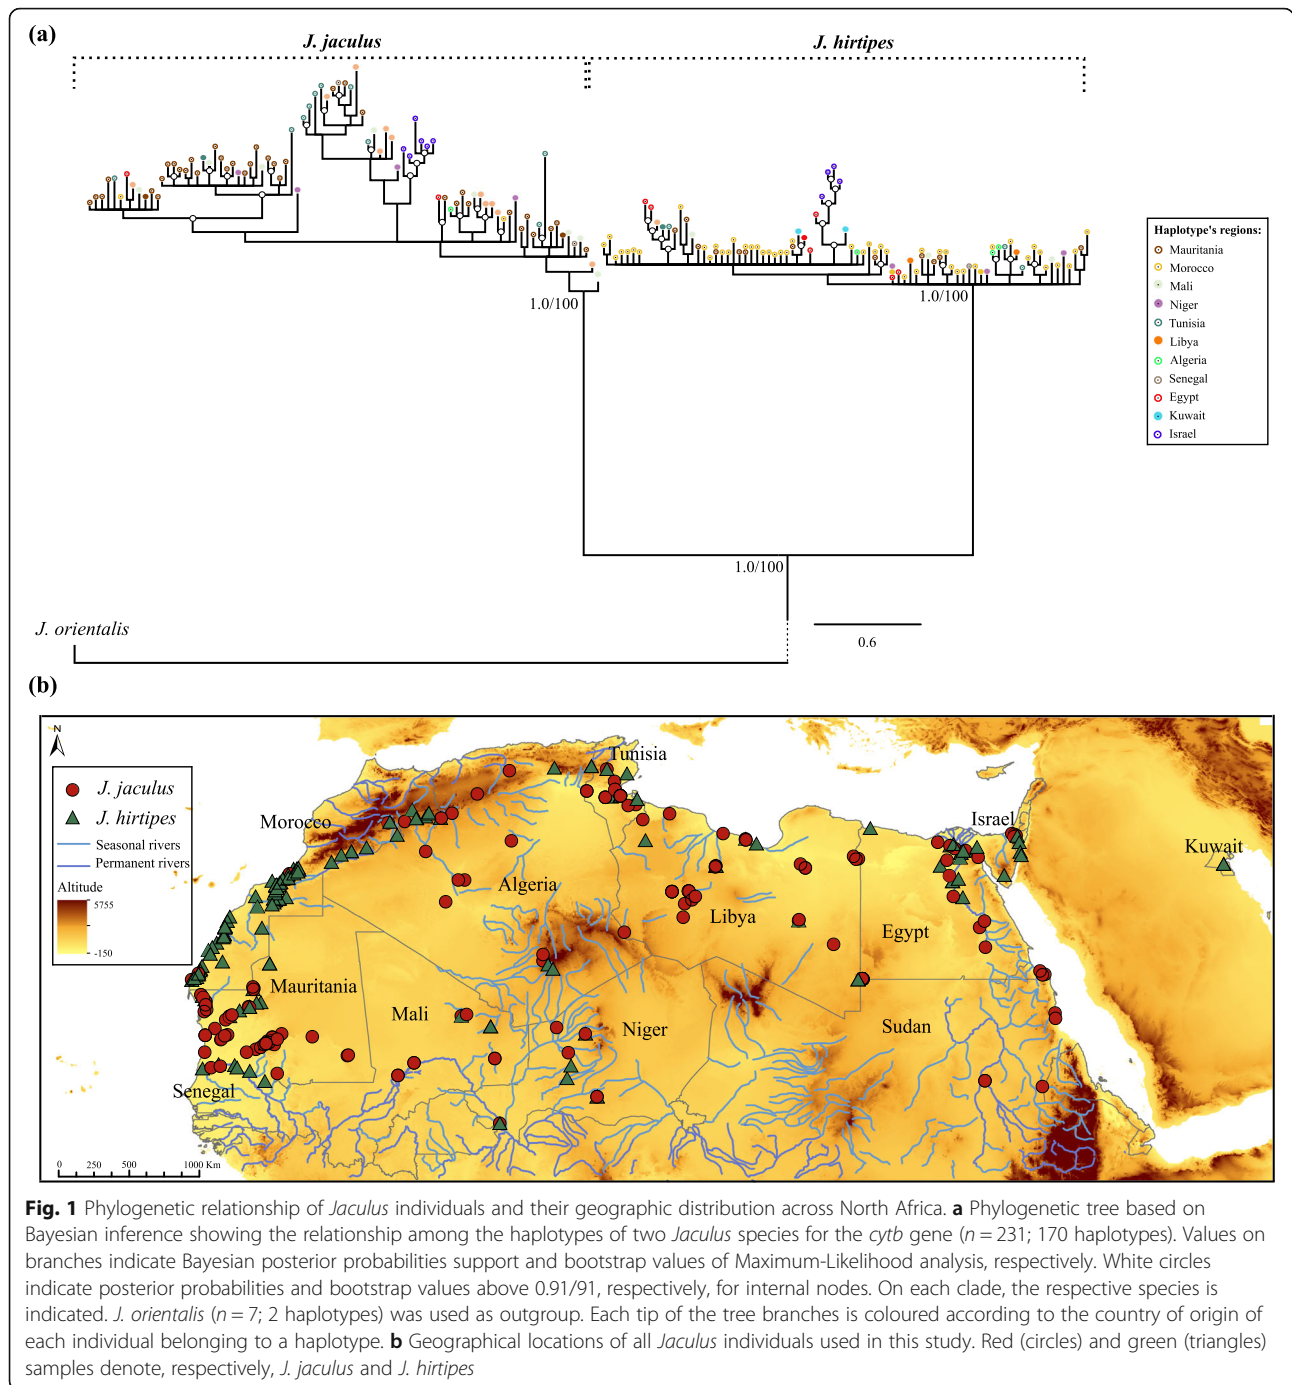 (a)
J. jaculus
J. hirtipes
Haplotype's regions:
Mauritania
Morocco
Mali
Niger
Tunisia
Libya
Algeria
Senegal
Egypt
Kuwait
Israel
1.0/100
1.0/100
1.0/100
0.6
J. orientalis
(b)
N
J. jaculus
J. hirtipes
Seasonal rivers
Permanent rivers
Altitude
5755
-150
Tunisia
Morocco
Israel
Kuwait
Algeria
Libya
Egypt
Mauritania
Mali
Niger
Sudan
Senegal
0 250 500 1000 Km
Fig. 1 Phylogenetic relationship of Jaculus individuals and their geographic distribution across North Africa. a Phylogenetic tree based on
Bayesian inference showing the relationship among the haplotypes of two Jaculus species for the cytb gene (n = 231; 170 haplotypes). Values on
branches indicate Bayesian posterior probabilities support and bootstrap values of Maximum-Likelihood analysis, respectively. White circles
indicate posterior probabilities and bootstrap values above 0.91/91, respectively, for internal nodes. On each clade, the respective species is
indicated. J. orientalis (n = 7; 2 haplotypes) was used as outgroup. Each tip of the tree branches is coloured according to the country of origin of
each individual belonging to a haplotype. b Geographical locations of all Jaculus individuals used in this study. Red (circles) and green (triangles)
samples denote, respectively, J. jaculus and J. hirtipes